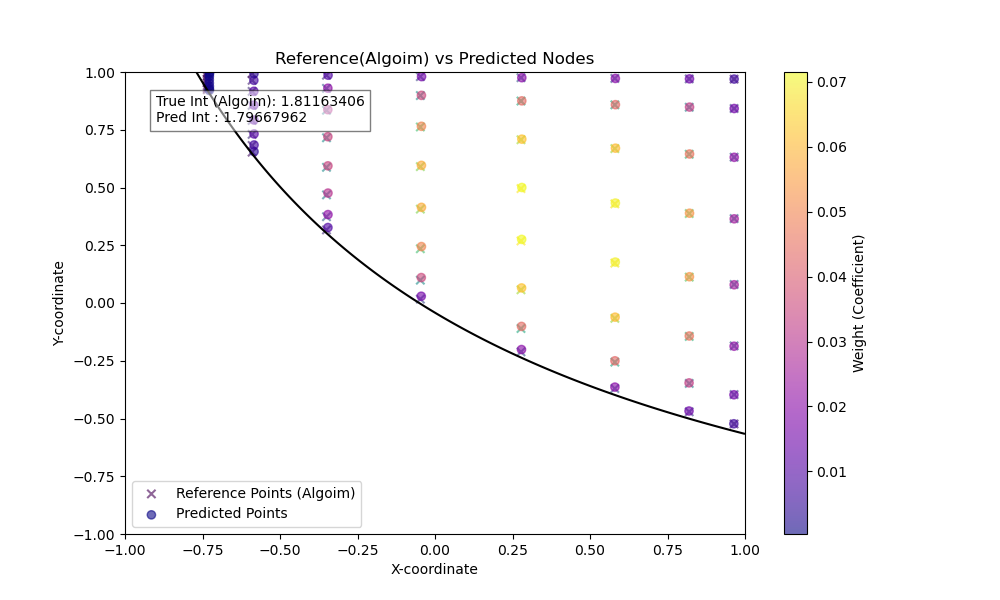 Reference(Algoim) vs Predicted Nodes
True Int (Algoim): 1.81163406
Pred Int : 1.79667962
Y-coordinate
1.00
0.75
0.50
0.25
0.00
−0.25
−0.50
−0.75
−1.00
Reference Points (Algoim)
Predicted Points
−1.00 −0.75 −0.50 −0.25 0.00 0.25 0.50 0.75 1.00
X-coordinate
0.07
0.06
0.05
0.04
0.03
0.02
0.01
Weight (Coefficient)